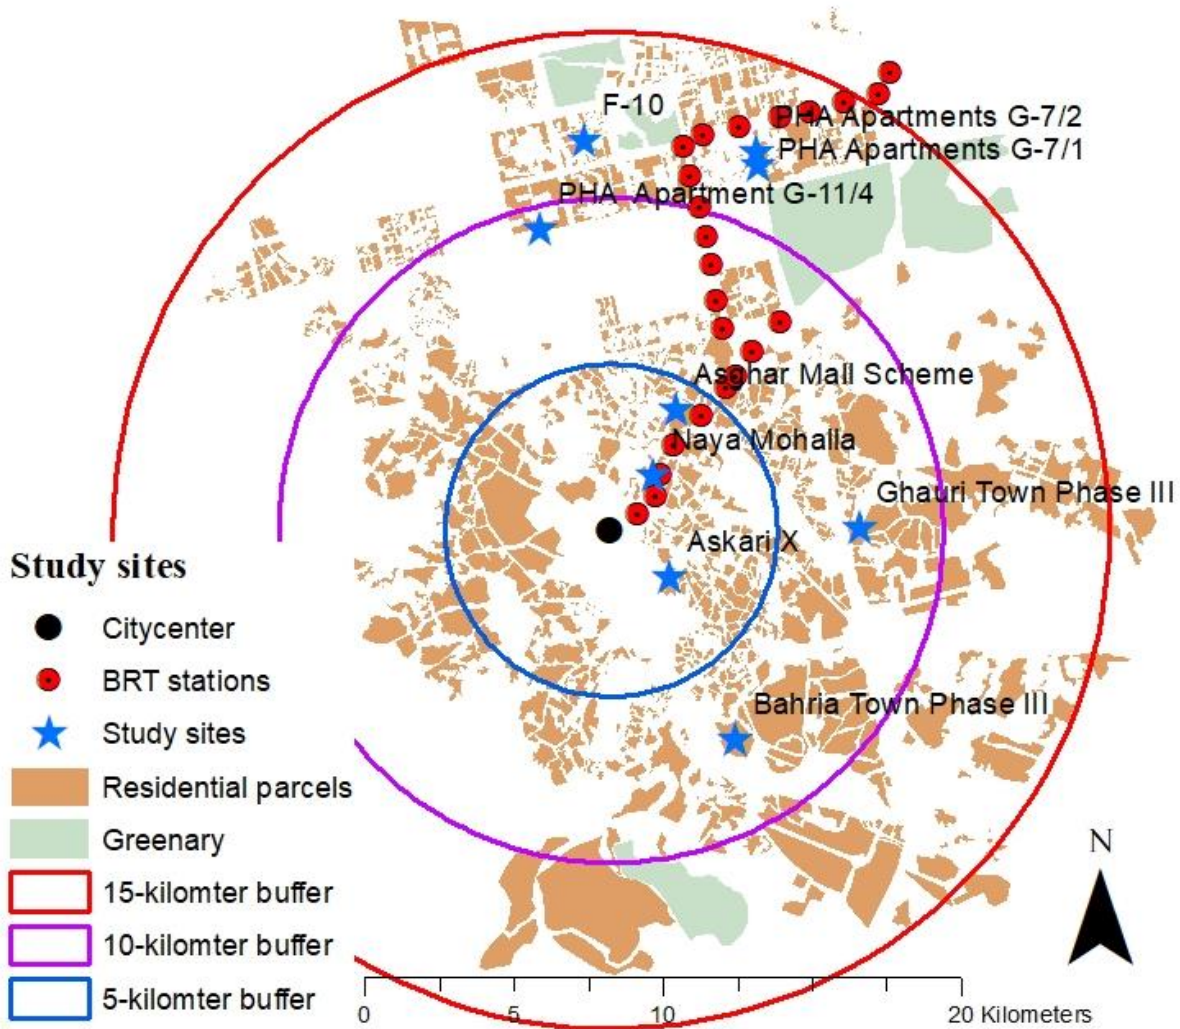 F-10
PHA Apartments G-7/2
PHA Apartments G-7/1
PHA Apartment G-11/4
Asghar Mall Scheme
Naya Mohalla
Ghauri Town Phase III
Askari X
Bahria Town Phase III
Study sites
Citycenter
BRT stations
Study sites
Residential parcels
Greenary
15-kilomter buffer
10-kilomter buffer
5-kilomter buffer
N
0 5 10 20 Kilometers